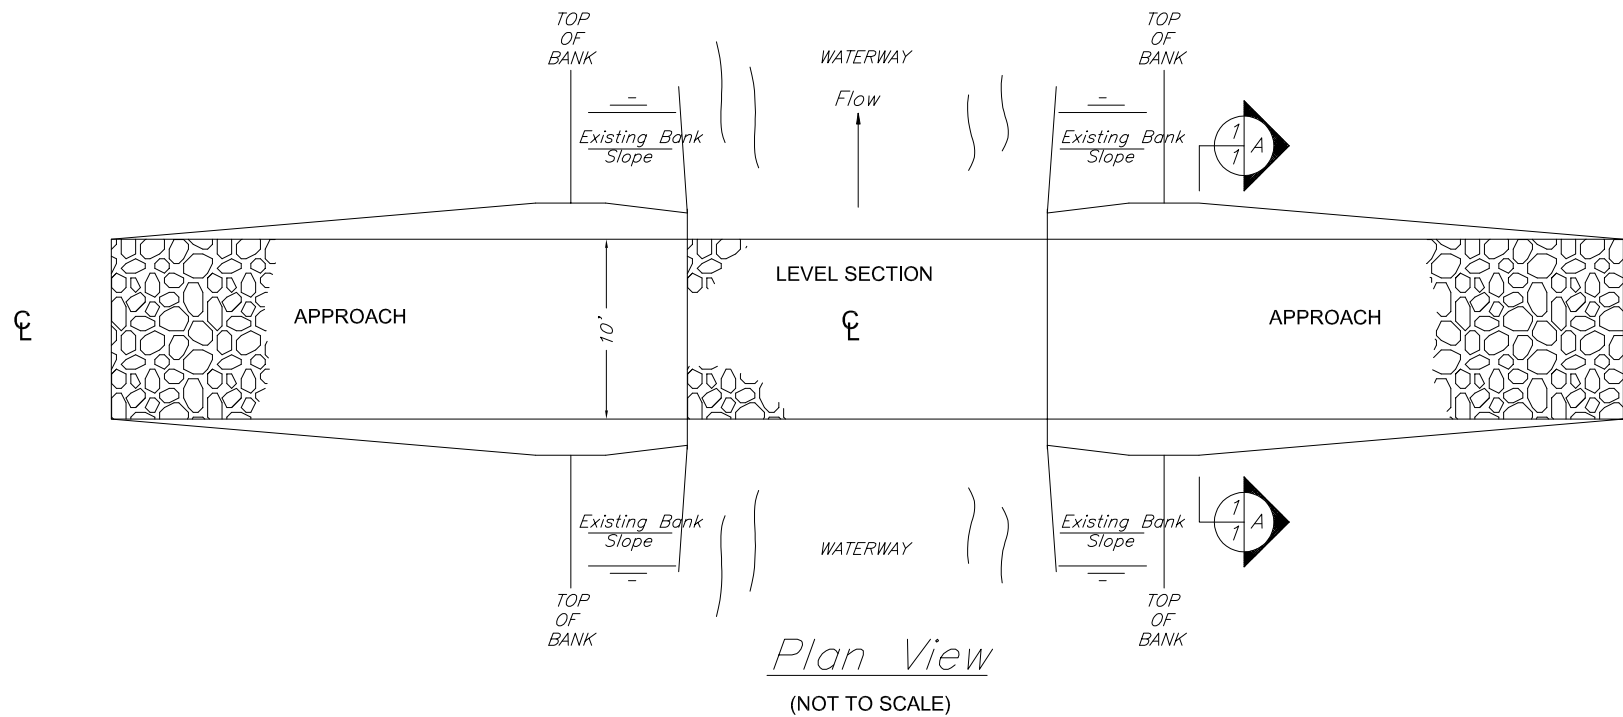 TOP
OF
BANK
WATERWAY
Flow
TOP
OF
BANK
Existing Bank
Slope
Existing Bank
Slope
1
1
A
LEVEL SECTION
℄
APPROACH
10'
℄
APPROACH
Existing Bank
Slope
WATERWAY
Existing Bank
Slope
1
1
A
TOP
OF
BANK
TOP
OF
BANK
Plan View
(NOT TO SCALE)